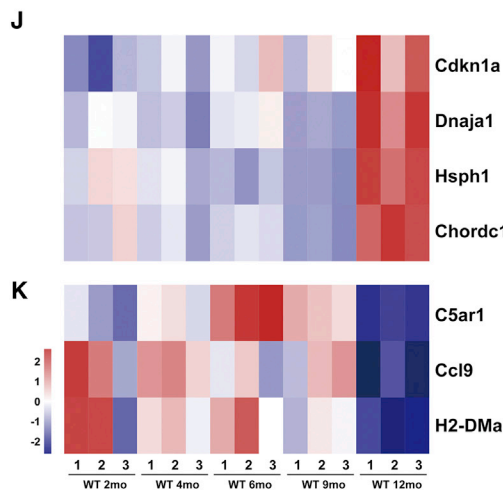 J
Cdkn1a
Dnaja1
Hsph1
Chordc1
K
C5ar1
Ccl9
H2-DMa
2
1
0
-1
-2
1 2 3 1 2 3 1 2 3 1 2 3 1 2 3
WT 2mo WT 4mo WT 6mo WT 9mo WT 12mo